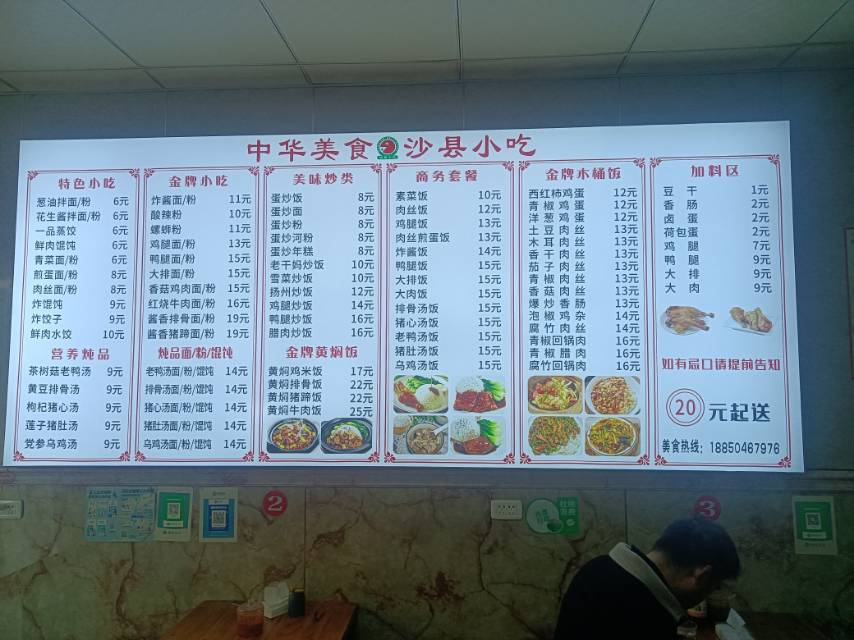 中华美食 沙县小吃
特色小吃
葱油拌面/粉 6元
花生酱拌面/粉 6元
一品蒸饺 6元
鲜肉馄饨 6元
青菜面/粉 6元
煎蛋面/粉 8元
肉丝面/粉 8元
炸馄饨 9元
炸饺子 9元
鲜肉水饺 10元
营养炖品
茶树菇老鸭汤 9元
黄豆排骨汤 9元
枸杞猪心汤 9元
莲子猪肚汤 9元
党参乌鸡汤 9元
金牌小吃
炸酱面/粉 11元
酸辣粉 10元
螺蛳粉 11元
鸡腿面/粉 13元
鸭腿面/粉 15元
大排面/粉 15元
香菇鸡肉面/粉 15元
红烧牛肉面/粉 16元
酱香排骨面/粉 19元
酱香猪蹄面/粉 19元
炖品面/粉/馄饨
老鸭汤面/粉/馄饨 14元
排骨汤面/粉/馄饨 14元
猪心汤面/粉/馄饨 14元
猪肚汤面/粉/馄饨 14元
乌鸡汤面/粉/馄饨 14元
美味炒类
蛋炒饭 8元
蛋炒面 8元
蛋炒粉 8元
蛋炒河粉 8元
蛋炒年糕 8元
老干妈炒饭 10元
雪菜炒饭 10元
扬州炒饭 12元
鸡腿炒饭 14元
鸭腿炒饭 16元
腊肉炒饭 16元
金牌黄焖饭
黄焖鸡米饭 17元
黄焖排骨饭 22元
黄焖猪蹄饭 22元
黄焖牛肉饭 25元
商务套餐
素菜饭 10元
肉丝饭 12元
鸡腿饭 13元
肉丝煎蛋饭 13元
炸酱饭 14元
鸭腿饭 15元
大排饭 15元
大肉饭 15元
排骨汤饭 15元
猪心汤饭 15元
老鸭汤饭 15元
猪肚汤饭 15元
乌鸡汤饭 15元
金牌木桶饭
西红柿鸡蛋 12元
青椒鸡蛋 12元
洋葱鸡蛋 12元
土豆肉丝 13元
木耳肉丝 13元
香干肉丝 13元
茄子肉丝 13元
青椒肉丝 13元
香菇肉丝 13元
爆炒香肠 13元
泡椒鸡杂 14元
腐竹肉丝 14元
青椒回锅肉 16元
青椒腊肉 16元
腐竹回锅肉 16元
加料区
豆干 1元
香肠 2元
卤蛋 2元
荷包蛋 2元
鸡腿 7元
鸭腿 9元
大排 9元
大肉 9元
如有忌口请提前告知
20元起送
美食热线：18850467976
2
3